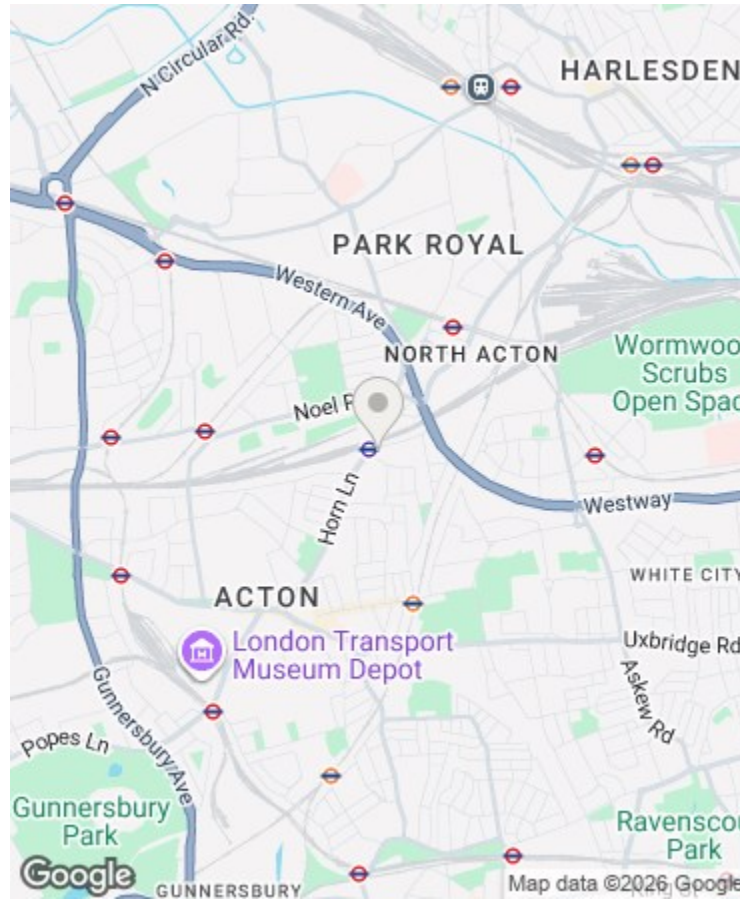 N Circular Rd.
HARLESDEN
PARK ROYAL
Western Ave
NORTH ACTON
Wormwoo
Scrubs
Open Spac
Noel
Horn Ln
Westway
WHITE CITY
ACTON
London Transport
Museum Depot
Uxbridge Rd
Askew Rd
Gunnersbury Ave
Popes Ln
Gunnersbury
Park
Ravenscou
Park
Google
GUNNERSBURY
Map data ©2026 Google